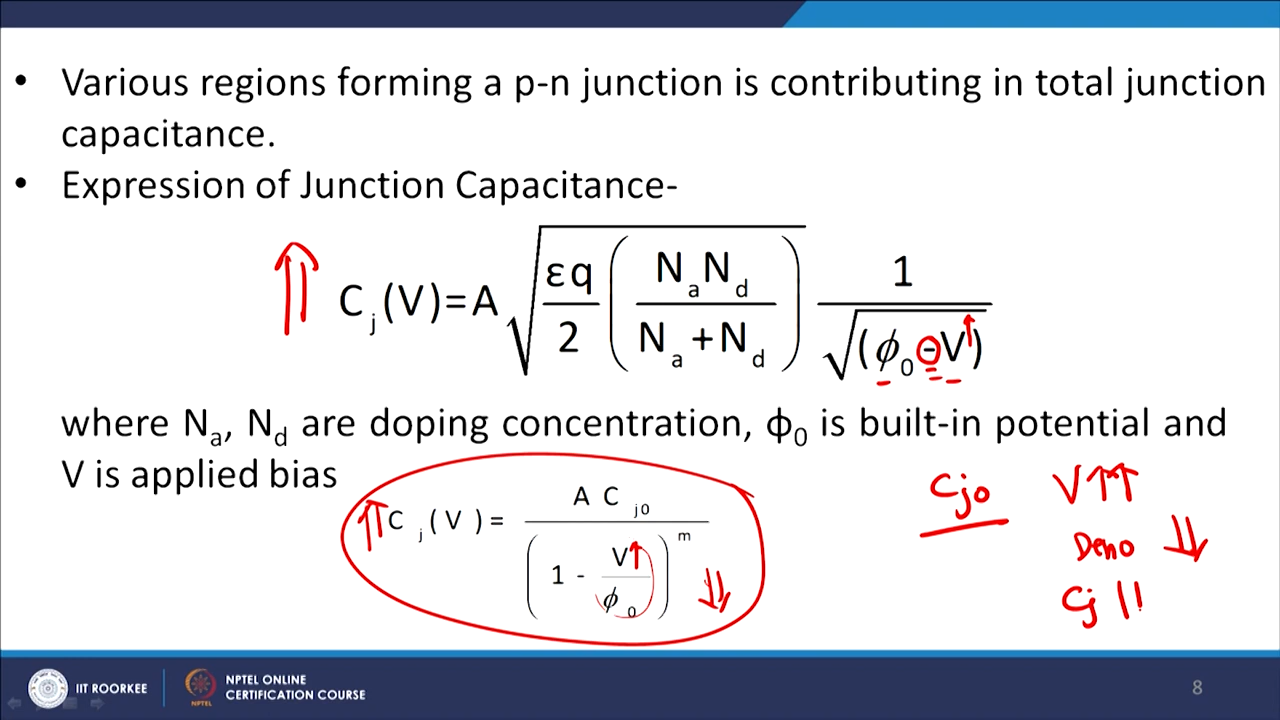 • Various regions forming a p-n junction is contributing in total junction
capacitance.
• Expression of Junction Capacitance-
⇑ C_j(V)=A√(εq/2 (N_a N_d / N_a+N_d)) 1/√(ϕ_0 -V↑)
where N_a, N_d are doping concentration, ϕ_0 is built-in potential and
V is applied bias
⇑ C_j(V) = A C_j0 / (1 - V↑/ϕ_0)^m ⇓
Cjo V↑↑
Deno ↓↓
Cj
IIT ROORKEE
NPTEL ONLINE
CERTIFICATION COURSE
8